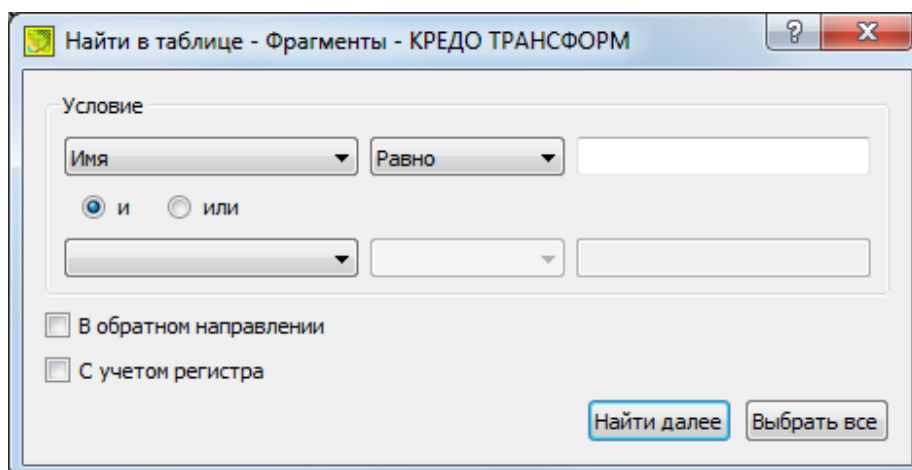 Найти в таблице - Фрагменты - КРЕДО ТРАНСФОРМ
Условие
Имя Равно
и или
В обратном направлении
С учетом регистра
Найти далее Выбрать все